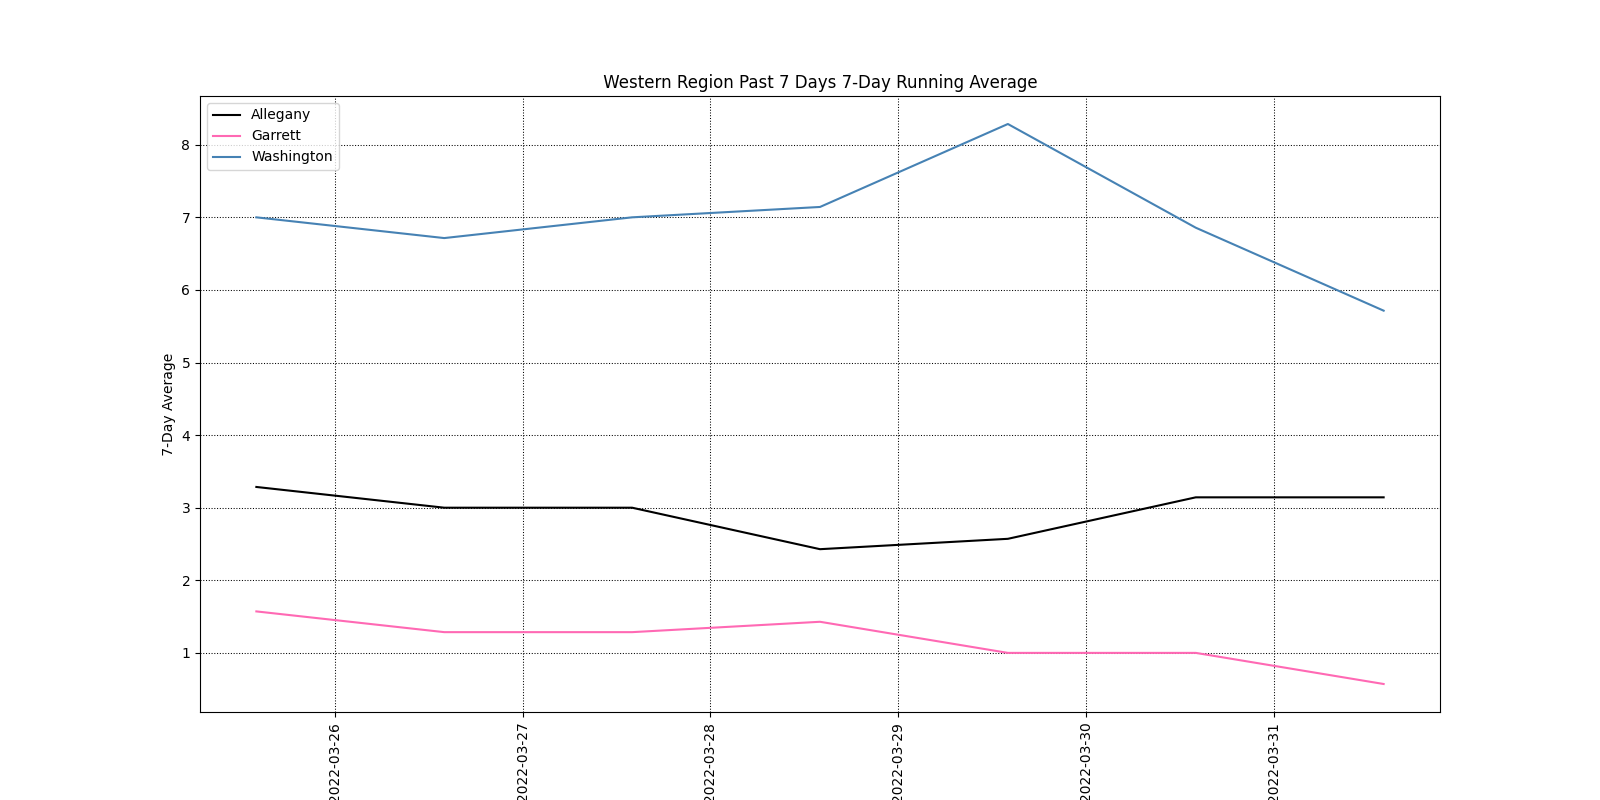 Western Region Past 7 Days 7-Day Running Average
Allegany
Garrett
Washington
8
7
6
5
4
3
2
1
7-Day Average
2022-03-26
2022-03-27
2022-03-28
2022-03-29
2022-03-30
2022-03-31